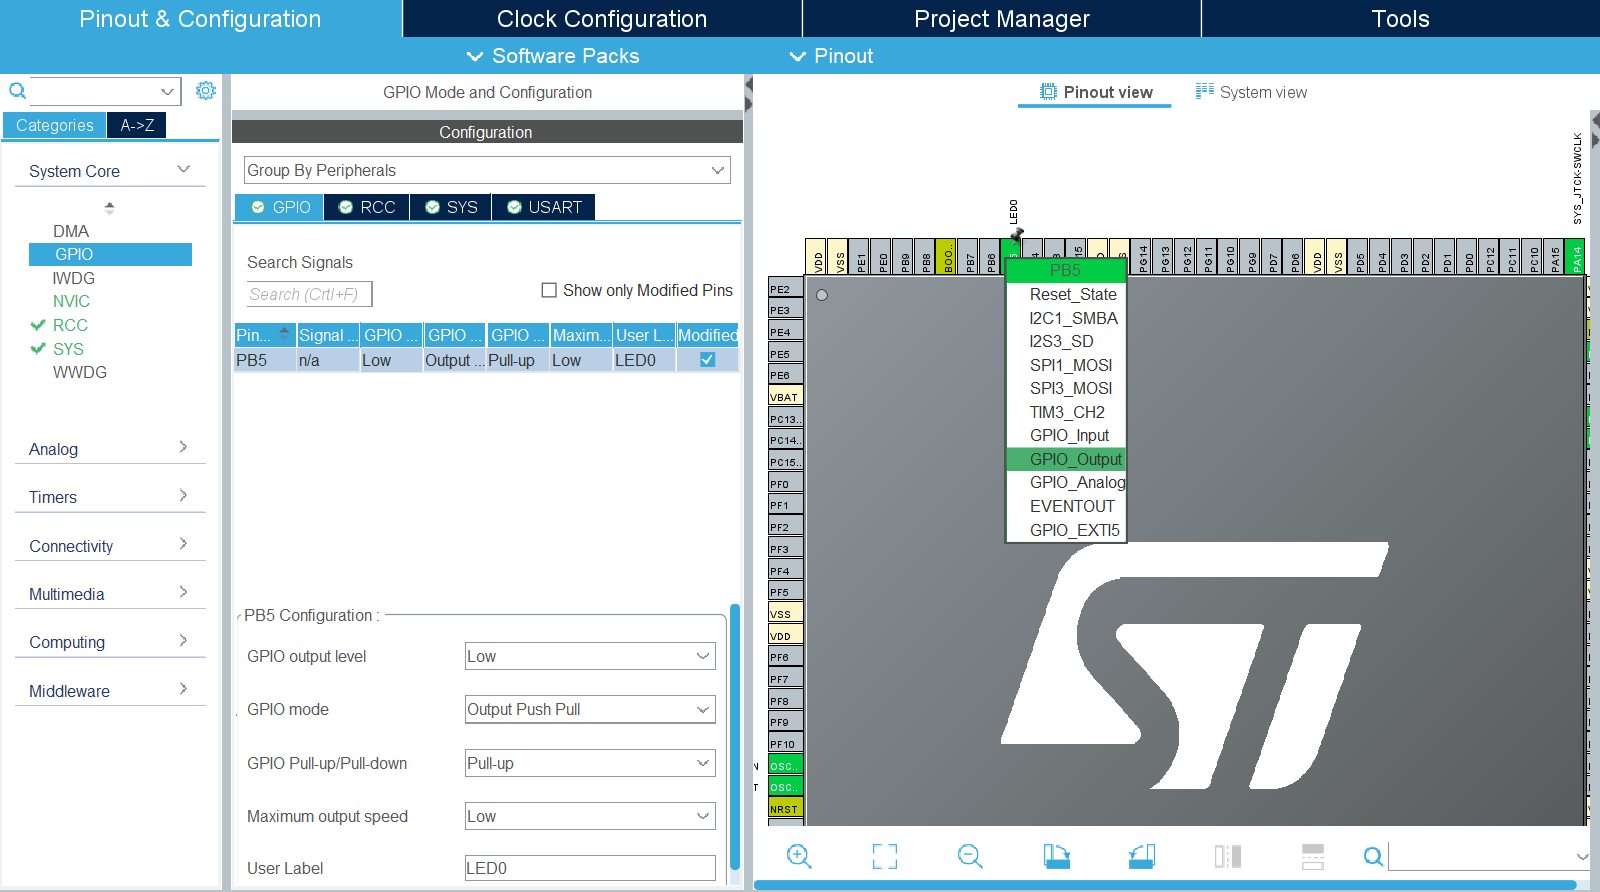 Pinout & Configuration
Clock Configuration
Project Manager
Tools
Software Packs
Pinout
Categories
A->Z
System Core
DMA
GPIO
IWDG
NVIC
RCC
SYS
WWDG
Analog
Timers
Connectivity
Multimedia
Computing
Middleware
GPIO Mode and Configuration
Configuration
Group By Peripherals
GPIO
RCC
SYS
USART
Search Signals
Search (Crtl+F)
Show only Modified Pins
Pin... Signal ... GPIO ... GPIO ... GPIO ... Maxim... User L... Modified
PB5 n/a Low Output ... Pull-up Low LED0
PB5 Configuration :
GPIO output level Low
GPIO mode Output Push Pull
GPIO Pull-up/Pull-down Pull-up
Maximum output speed Low
User Label LED0
Pinout view
System view
LED0
SYS_JTCK-SWCLK
VDD VSS PE1 PE0 PB9 PB8 BOO.. PB7 PB6 PG14 PG13 PG12 PG11 PG10 PG9 PD7 PD6 VDD VSS PD5 PD4 PD3 PD2 PD1 PD0 PC12 PC11 PC10 PA15 PA14
PB5
Reset_State
I2C1_SMBA
I2S3_SD
SPI1_MOSI
SPI3_MOSI
TIM3_CH2
GPIO_Input
GPIO_Output
GPIO_Analog
EVENTOUT
GPIO_EXTI5
PE2
PE3
PE4
PE5
PE6
VBAT
PC13..
PC14..
PC15..
PF0
PF1
PF2
PF3
PF4
PF5
VSS
VDD
PF6
PF7
PF8
PF9
PF10
OSC..
OSC..
NRST
ST